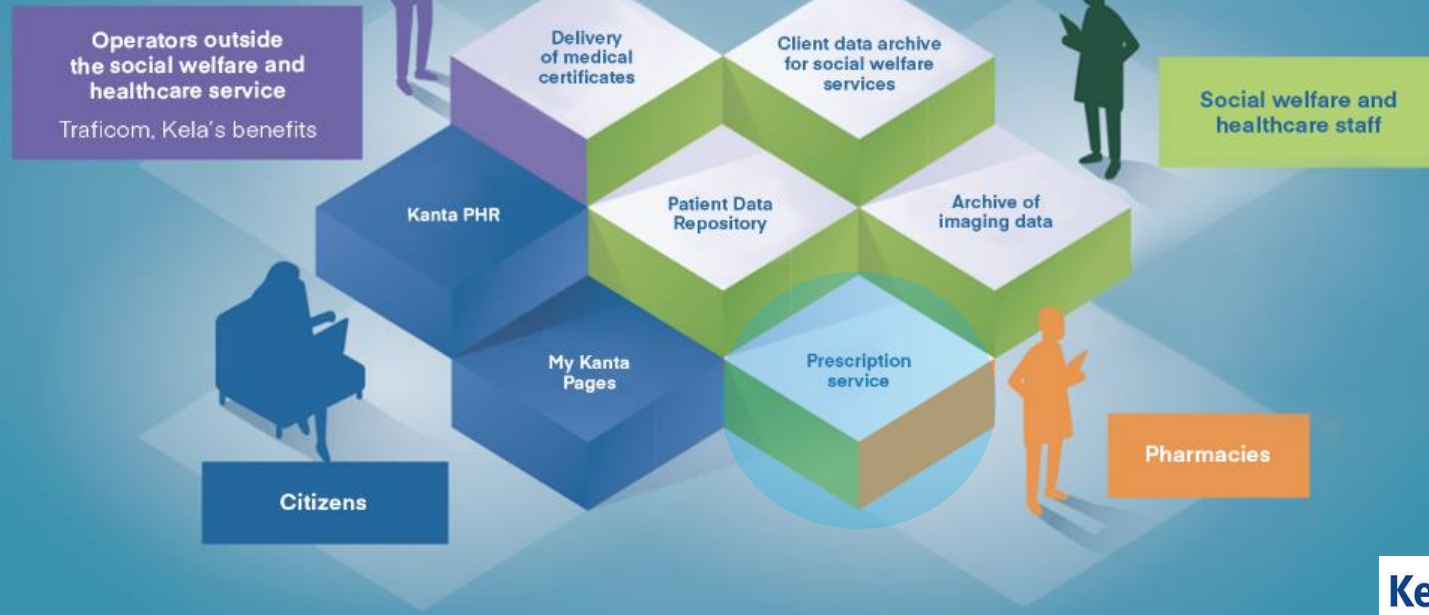 Operators outside
the social welfare and
healthcare service
Traficom, Kela's benefits
Delivery
of medical
certificates
Client data archive
for social welfare
services
Social welfare and
healthcare staff
Kanta PHR
Patient Data
Repository
Archive of
imaging data
My Kanta
Pages
Prescription
service
Citizens
Pharmacies
Ke